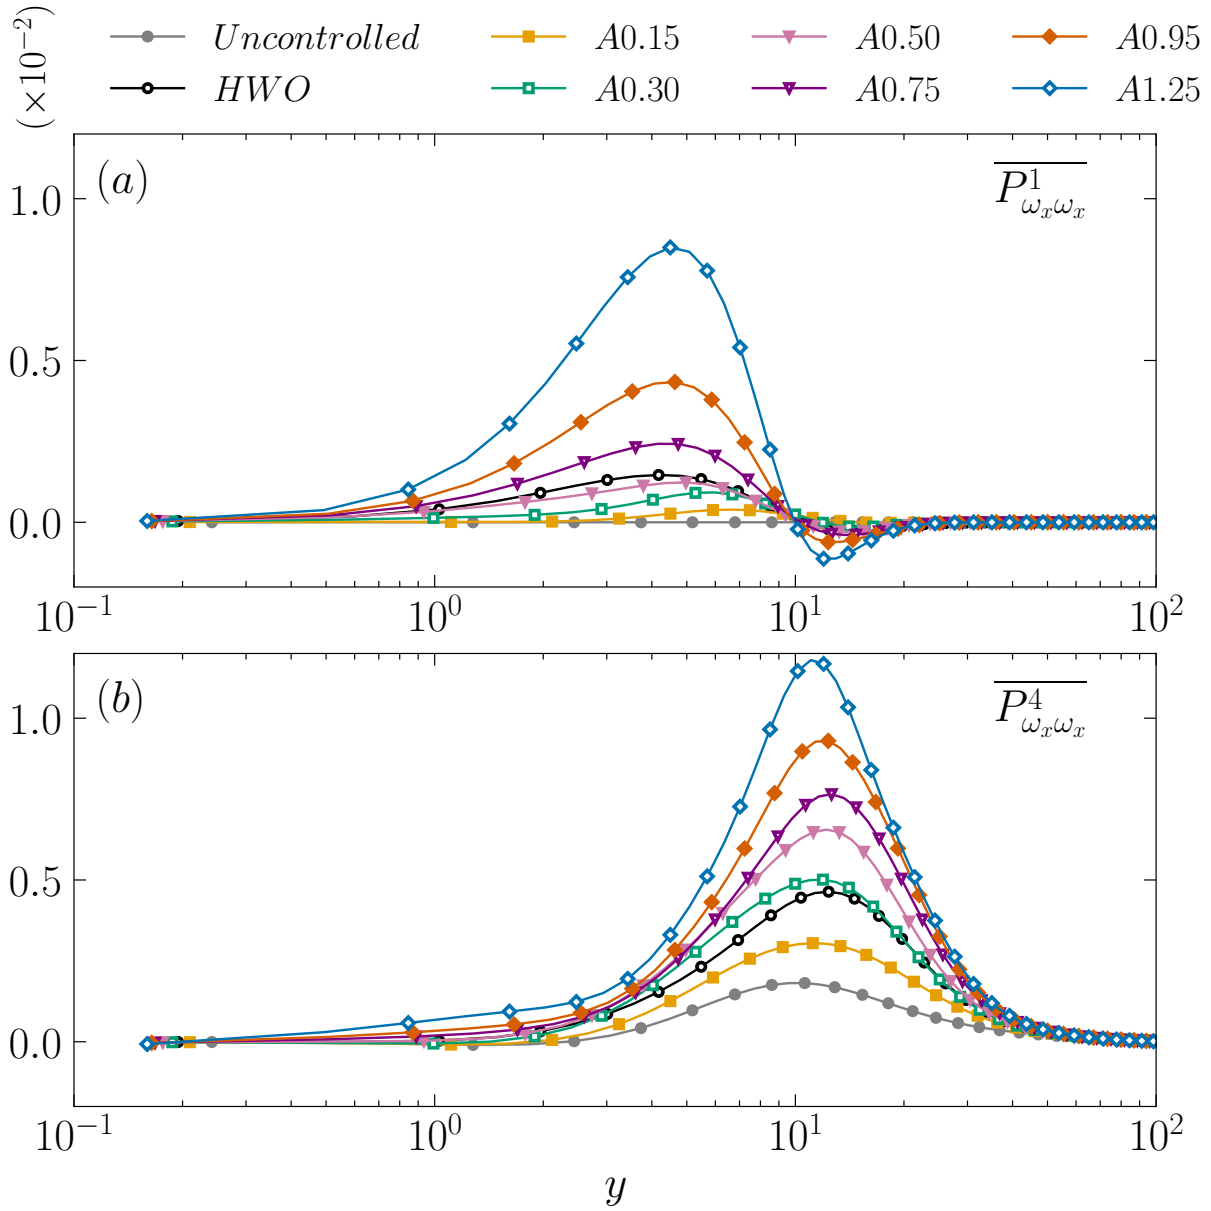 (×10⁻²)
Uncontrolled A0.15 A0.50 A0.95
HWO A0.30 A0.75 A1.25
(a) P¹ωₓωₓ
1.0
0.5
0.0
10⁻¹ 10⁰ 10¹ 10²
(b) P⁴ωₓωₓ
1.0
0.5
0.0
10⁻¹ 10⁰ 10¹ 10²
y